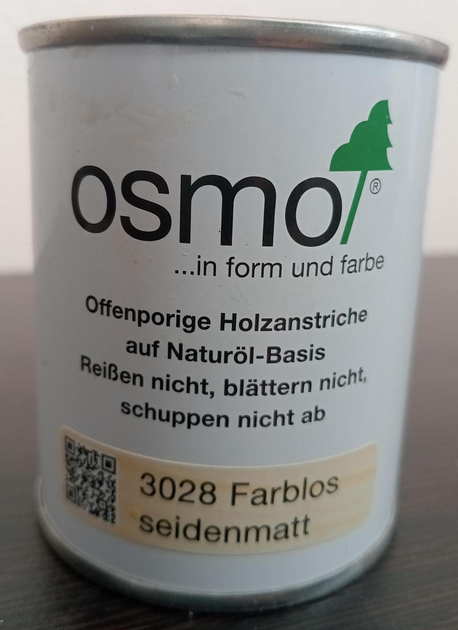 osmo ®
...in form und farbe
Offenporige Holzanstriche
auf Naturöl-Basis
Reißen nicht, blättern nicht,
schuppen nicht ab
3028 Farblos
seidenmatt